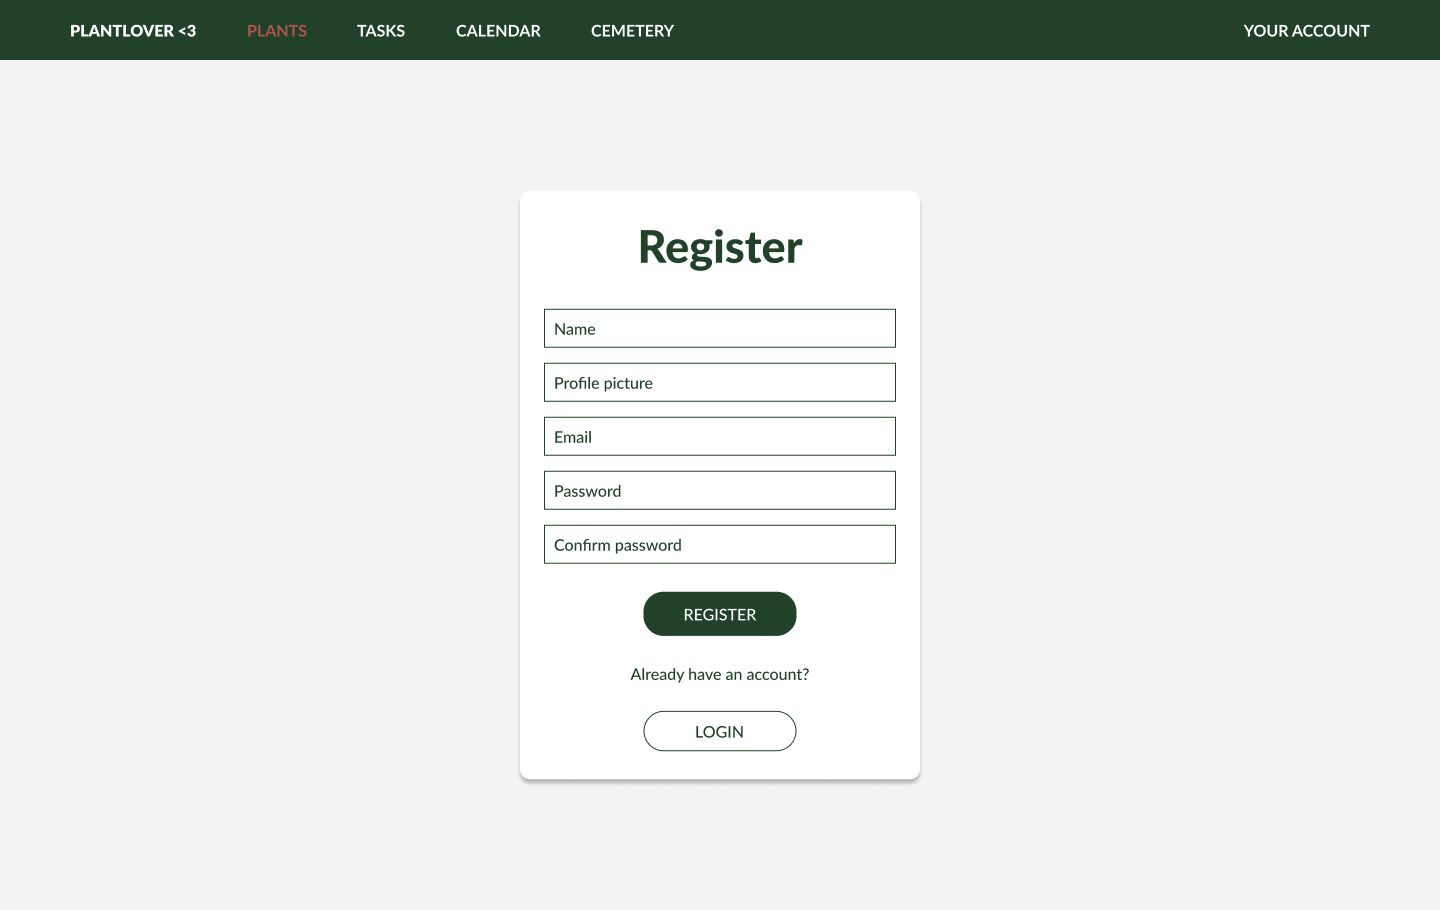 PLANTLOVER <3 PLANTS TASKS CALENDAR CEMETERY YOUR ACCOUNT
Register
Name
Profile picture
Email
Password
Confirm password
REGISTER
Already have an account?
LOGIN